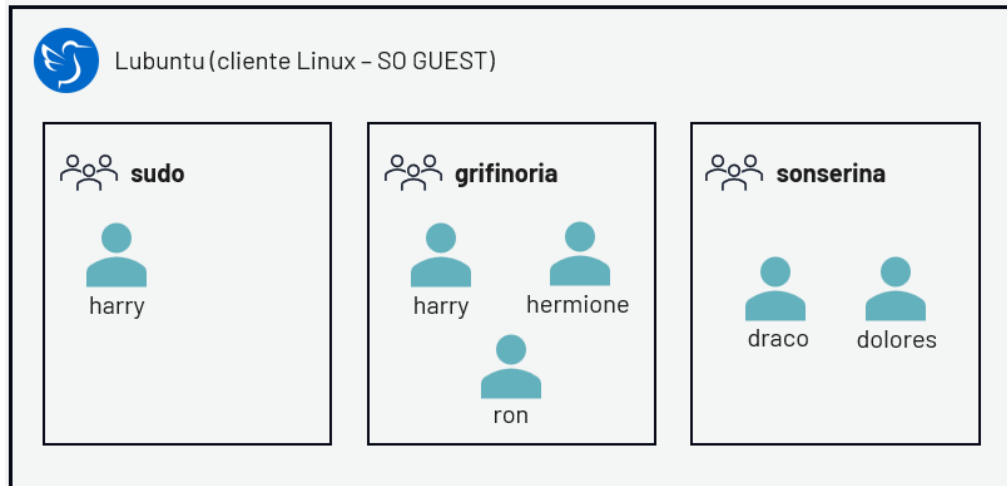 Lubuntu (cliente Linux – SO GUEST)
sudo
harry
grifinoria
harry
hermione
ron
sonserina
draco
dolores